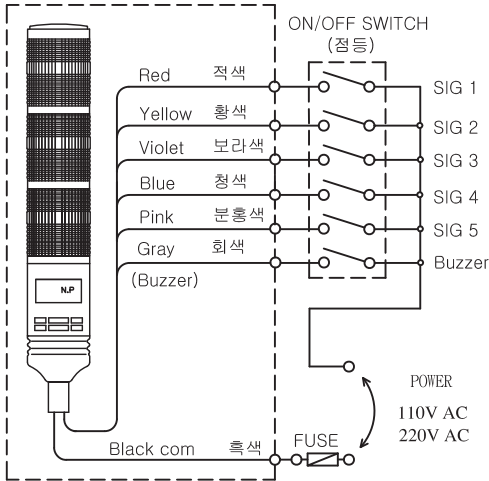 ON/OFF SWITCH
(점등)
Red 적색
SIG 1
Yellow 황색
SIG 2
Violet 보라색
SIG 3
Blue 청색
SIG 4
Pink 분홍색
SIG 5
Gray 회색
Buzzer
(Buzzer)
N.P
POWER
110V AC
220V AC
Black com 흑색
FUSE